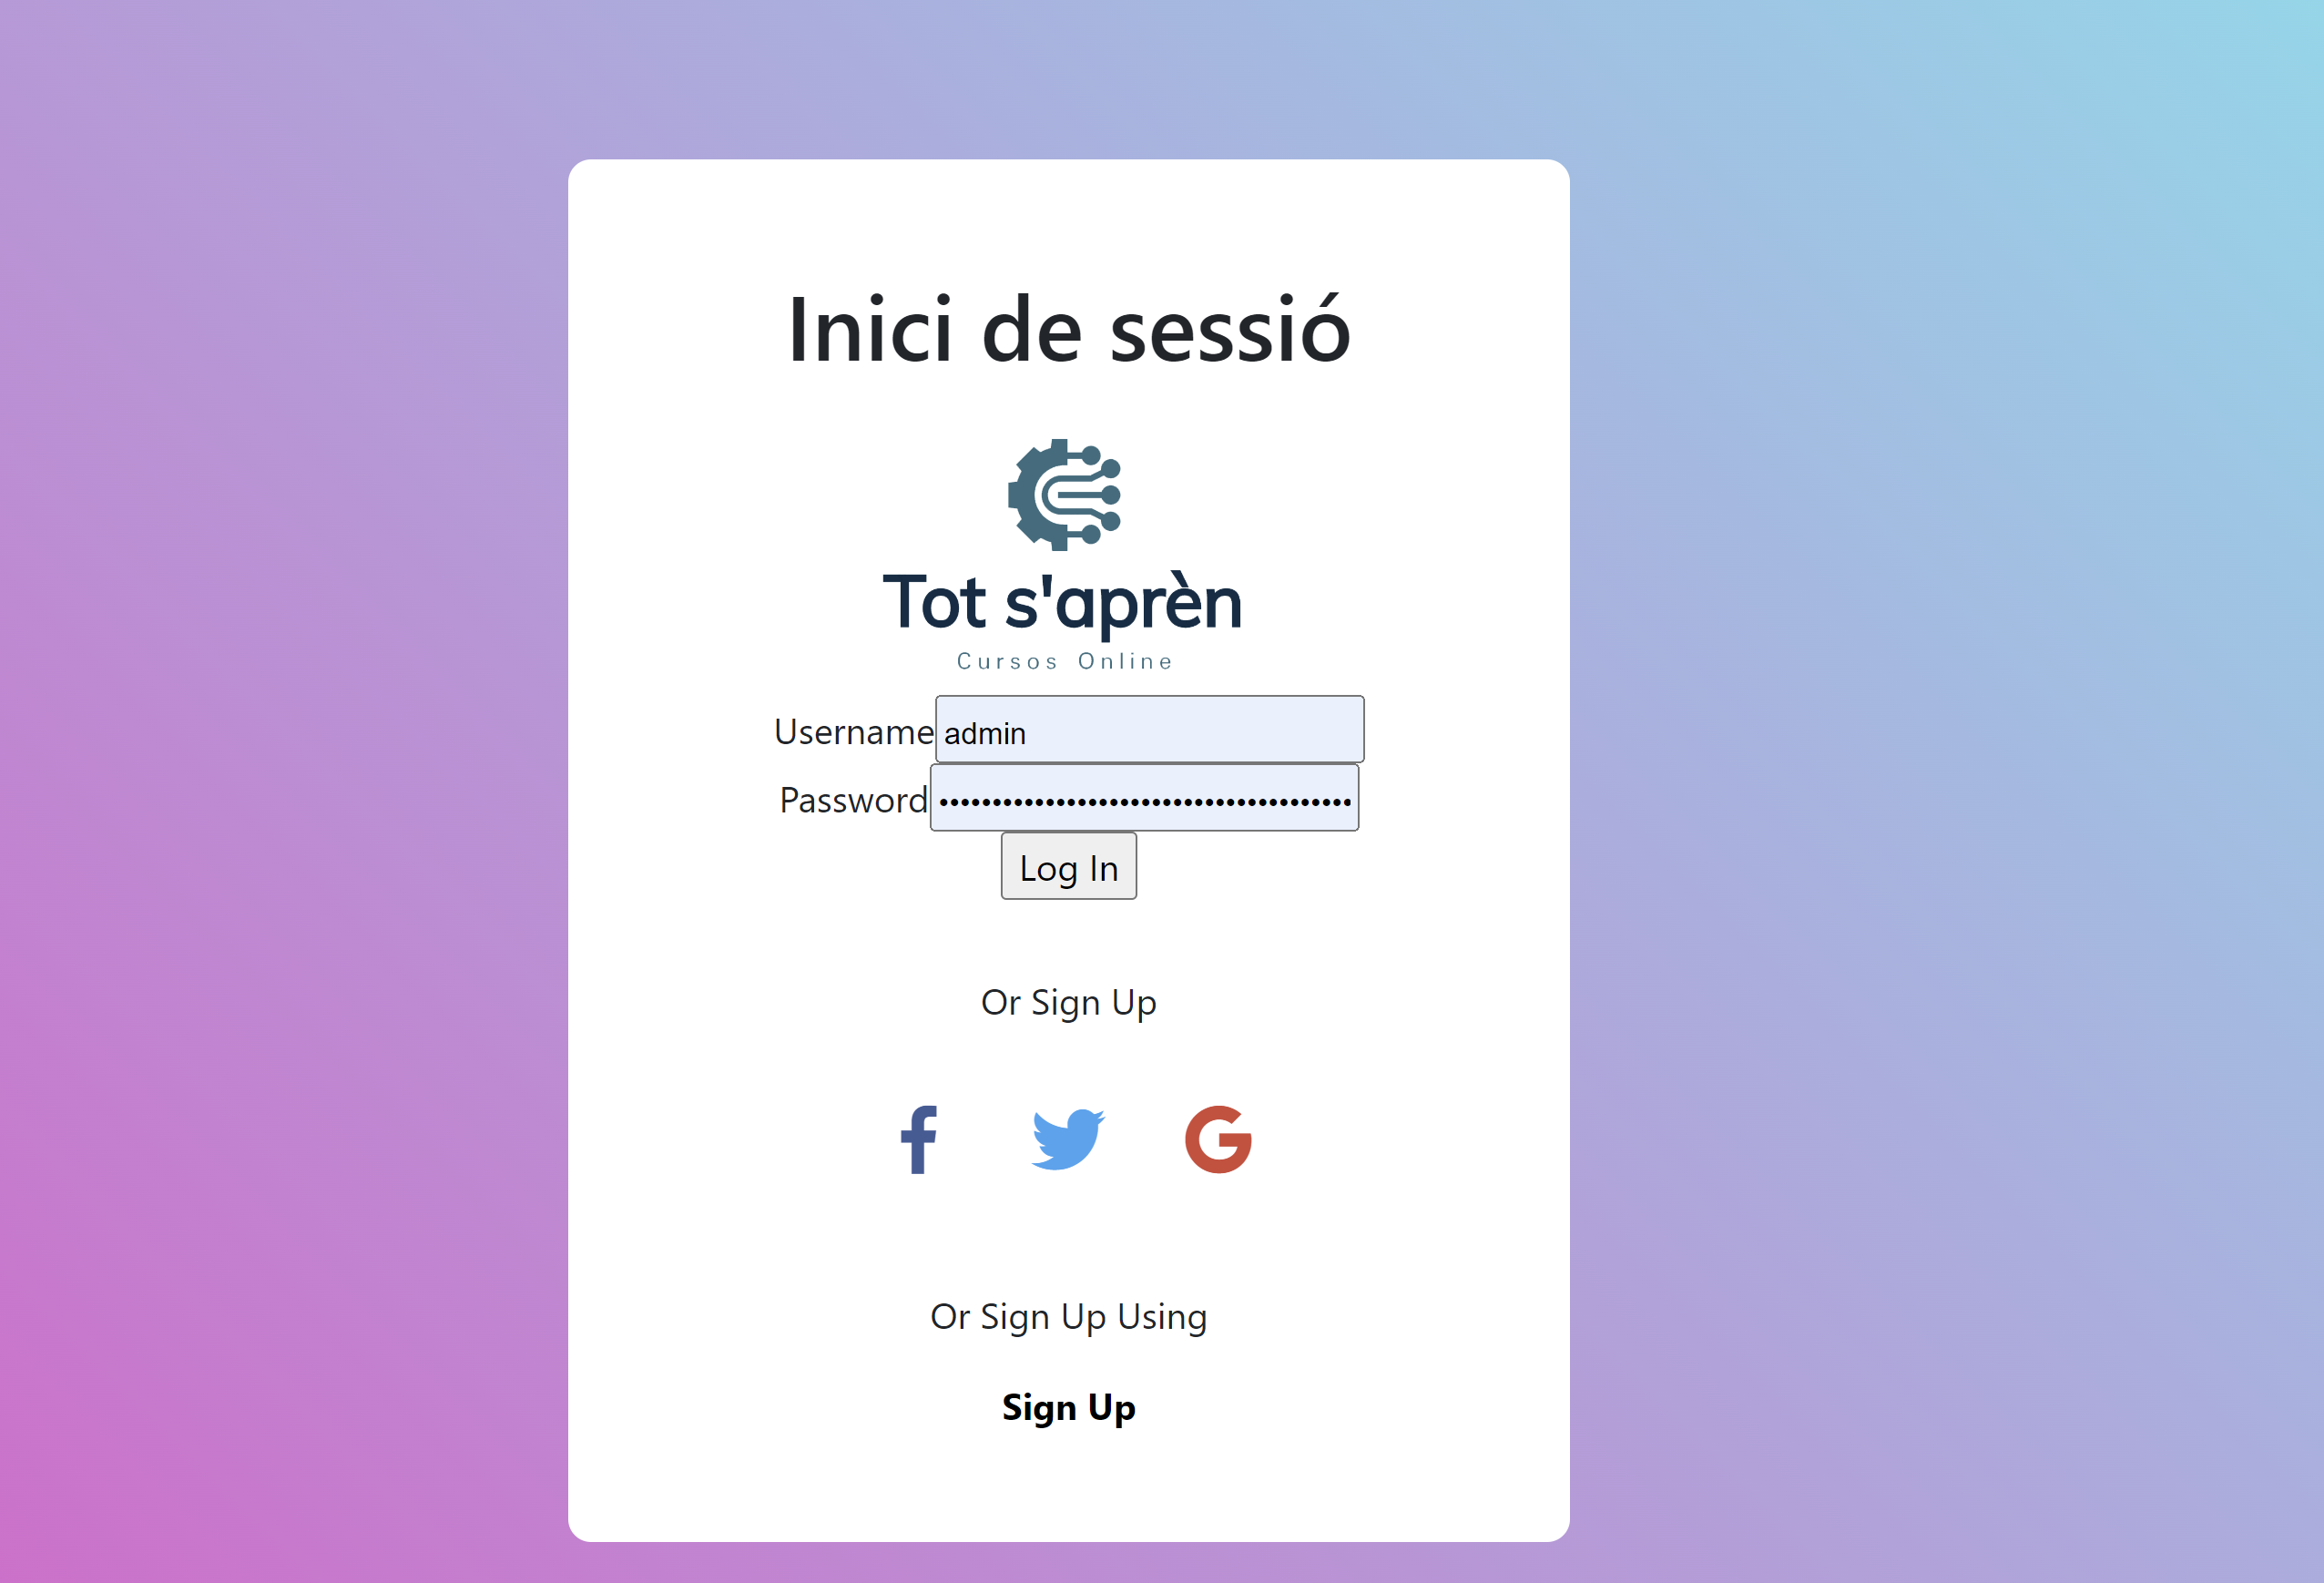 Inici de sessió
Tot s'aprèn
Cursos Online
Username admin
Password ••••••••••••••••••••••••••••••••••••••••
Log In
Or Sign Up
Or Sign Up Using
Sign Up